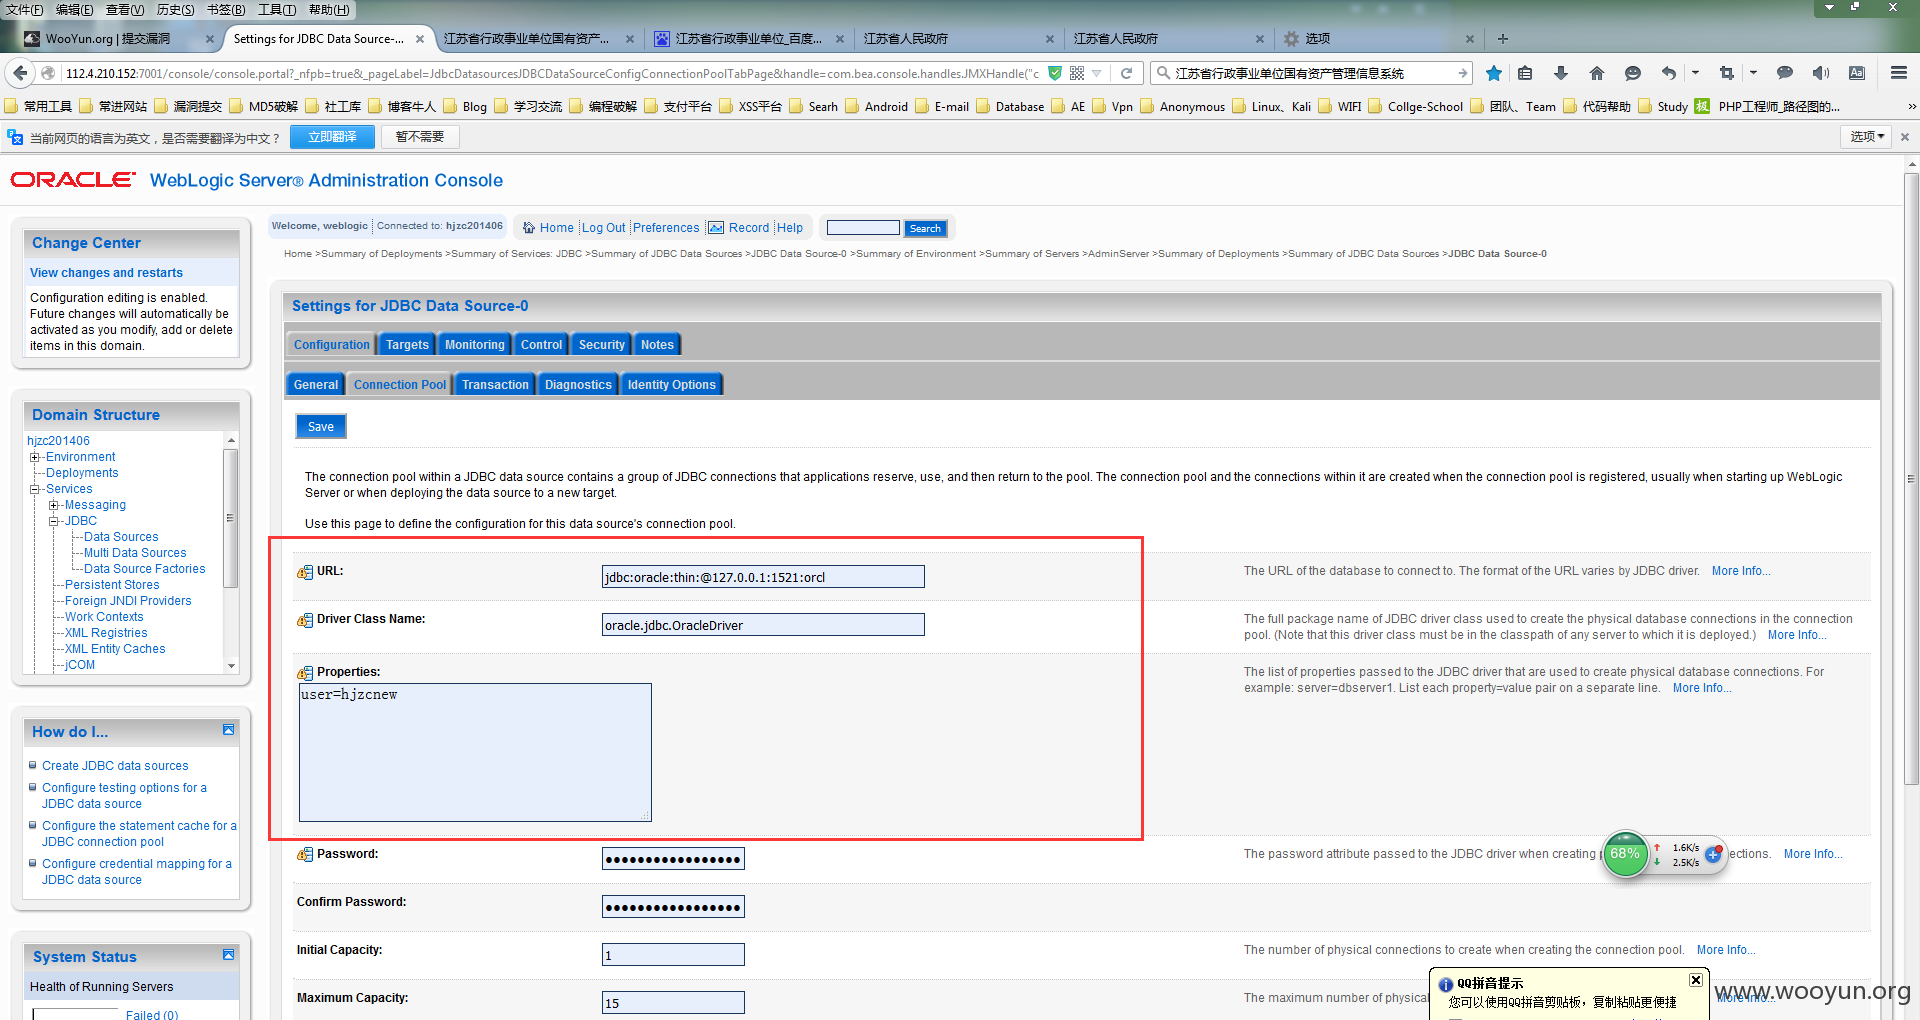 文件(F) 编辑(E) 查看(V) 历史(S) 书签(B) 工具(T) 帮助(H)
WooYun.org | 提交漏洞
Settings for JDBC Data Source-...
江苏省行政事业单位国有资产...
江苏省行政事业单位_百度...
江苏省人民政府
江苏省人民政府
选项
112.4.210.152:7001/console/console.portal?_nfpb=true&_pageLabel=JdbcDatasourcesJDBCDataSourceConfigConnectionPoolTabPage&handle=com.bea.console.handles.JMXHandle("c
江苏省行政事业单位国有资产管理信息系统
常用工具 常进网站 漏洞提交 MD5破解 社工库 博客牛人 Blog 学习交流 编程破解 支付平台 XSS平台 Searh Android E-mail Database AE Vpn Anonymous Linux、Kali WIFI Collge-School 团队、Team 代码帮助 Study PHP工程师_路径图的...
当前网页的语言为英文，是否需要翻译为中文？ 立即翻译 暂不需要 选项
ORACLE WebLogic Server® Administration Console
Change Center
View changes and restarts
Configuration editing is enabled.
Future changes will automatically be
activated as you modify, add or delete
items in this domain.
Domain Structure
hjzc201406
Environment
Deployments
Services
Messaging
JDBC
Data Sources
Multi Data Sources
Data Source Factories
Persistent Stores
Foreign JNDI Providers
Work Contexts
XML Registries
XML Entity Caches
jCOM
How do I...
Create JDBC data sources
Configure testing options for a
JDBC data source
Configure the statement cache for a
JDBC connection pool
Configure credential mapping for a
JDBC data source
System Status
Health of Running Servers
Failed (0)
Welcome, weblogic Connected to: hjzc201406 Home Log Out Preferences Record Help Search
Home >Summary of Deployments >Summary of Services: JDBC >Summary of JDBC Data Sources >JDBC Data Source-0 >Summary of Environment >Summary of Servers >AdminServer >Summary of Deployments >Summary of JDBC Data Sources >JDBC Data Source-0
Settings for JDBC Data Source-0
Configuration Targets Monitoring Control Security Notes
General Connection Pool Transaction Diagnostics Identity Options
Save
The connection pool within a JDBC data source contains a group of JDBC connections that applications reserve, use, and then return to the pool. The connection pool and the connections within it are created when the connection pool is registered, usually when starting up WebLogic
Server or when deploying the data source to a new target.
Use this page to define the configuration for this data source's connection pool.
URL: jdbc:oracle:thin:@127.0.0.1:1521:orcl
The URL of the database to connect to. The format of the URL varies by JDBC driver. More Info...
Driver Class Name: oracle.jdbc.OracleDriver
The full package name of JDBC driver class used to create the physical database connections in the connection
pool. (Note that this driver class must be in the classpath of any server to which it is deployed.) More Info...
Properties:
user=hjzcnew
The list of properties passed to the JDBC driver that are used to create physical database connections. For
example: server=dbserver1. List each property=value pair on a separate line. More Info...
Password: ●●●●●●●●●●●●●●●●●
The password attribute passed to the JDBC driver when creating ections. More Info...
68% 1.6K/s
2.5K/s
Confirm Password: ●●●●●●●●●●●●●●●●●
Initial Capacity: 1
The number of physical connections to create when creating the connection pool. More Info...
Maximum Capacity: 15
The maximum number of physical
QQ拼音提示
您可以使用QQ拼音剪贴板，复制粘贴更便捷
www.wooyun.org